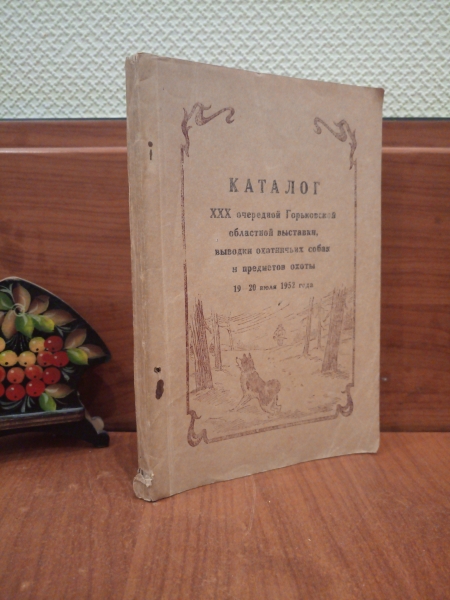 КАТАЛОГ
XXX очередной Горьковской
областной выставки,
выводки охотничьих собак
и предметов охоты
19—20 июля 1952 года